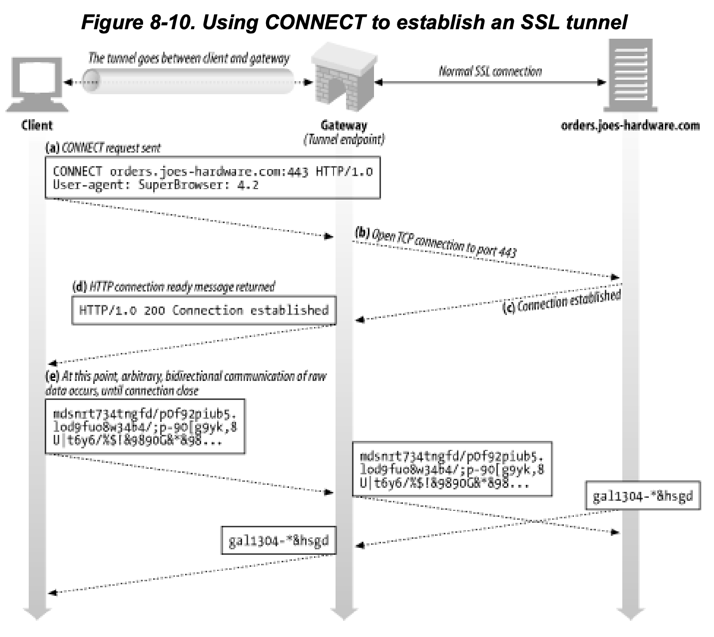 Figure 8-10. Using CONNECT to establish an SSL tunnel
The tunnel goes between client and gateway
Normal SSL connection
Client
Gateway
(Tunnel endpoint)
orders.joes-hardware.com
(a) CONNECT request sent
CONNECT orders.joes-hardware.com:443 HTTP/1.0
User-agent: SuperBrowser: 4.2
(b) Open TCP connection to port 443
(c) Connection established
(d) HTTP connection ready message returned
HTTP/1.0 200 Connection established
(e) At this point, arbitrary, bidirectional communication of raw
data occurs, until connection close
mdsnrt734tngfd/p0f92piub5.
lod9fuo8w34b4/;p-90[g9yk,8
U|t6y6/%$!&9890G&*&98...
mdsnrt734tngfd/p0f92piub5.
lod9fuo8w34b4/;p-90[g9yk,8
U|t6y6/%$!&9890G&*&98...
gal1304-*&hsgd
gal1304-*&hsgd